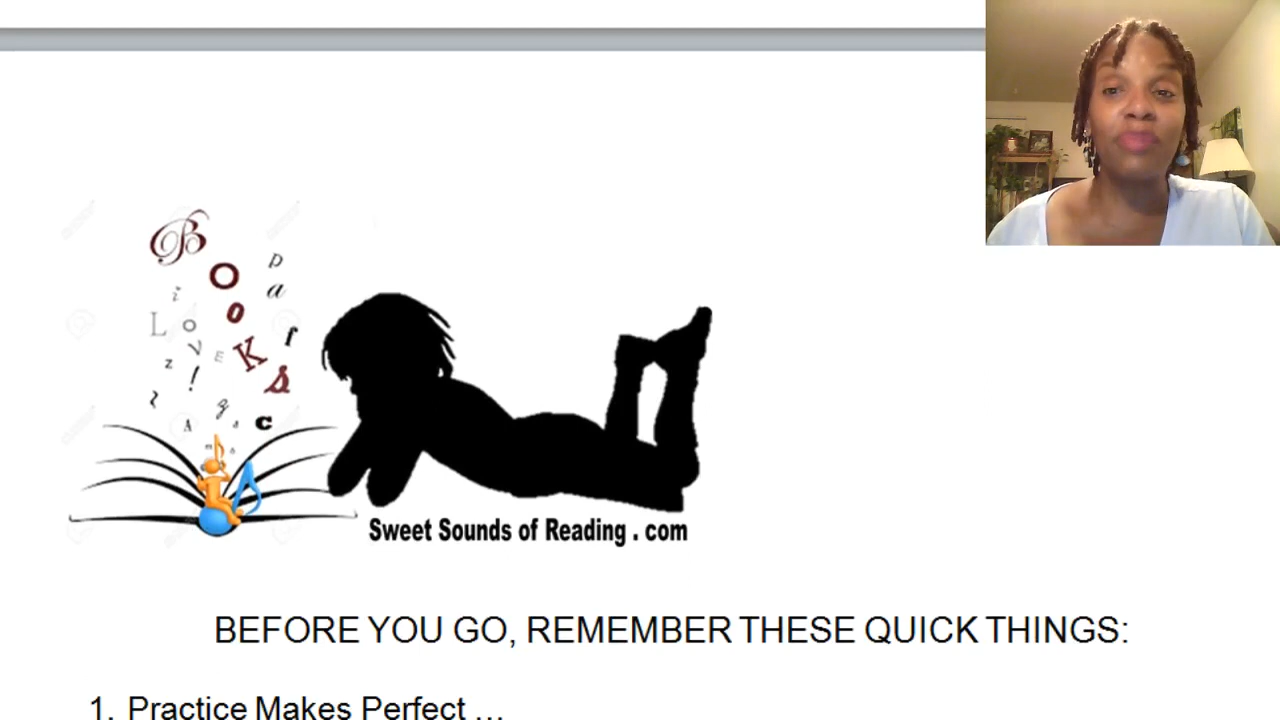 B
O
o
K
s
p
a
r
i
L o V E
z
!
g
A
c
Sweet Sounds of Reading . com
BEFORE YOU GO, REMEMBER THESE QUICK THINGS:
1. Practice Makes Perfect ...